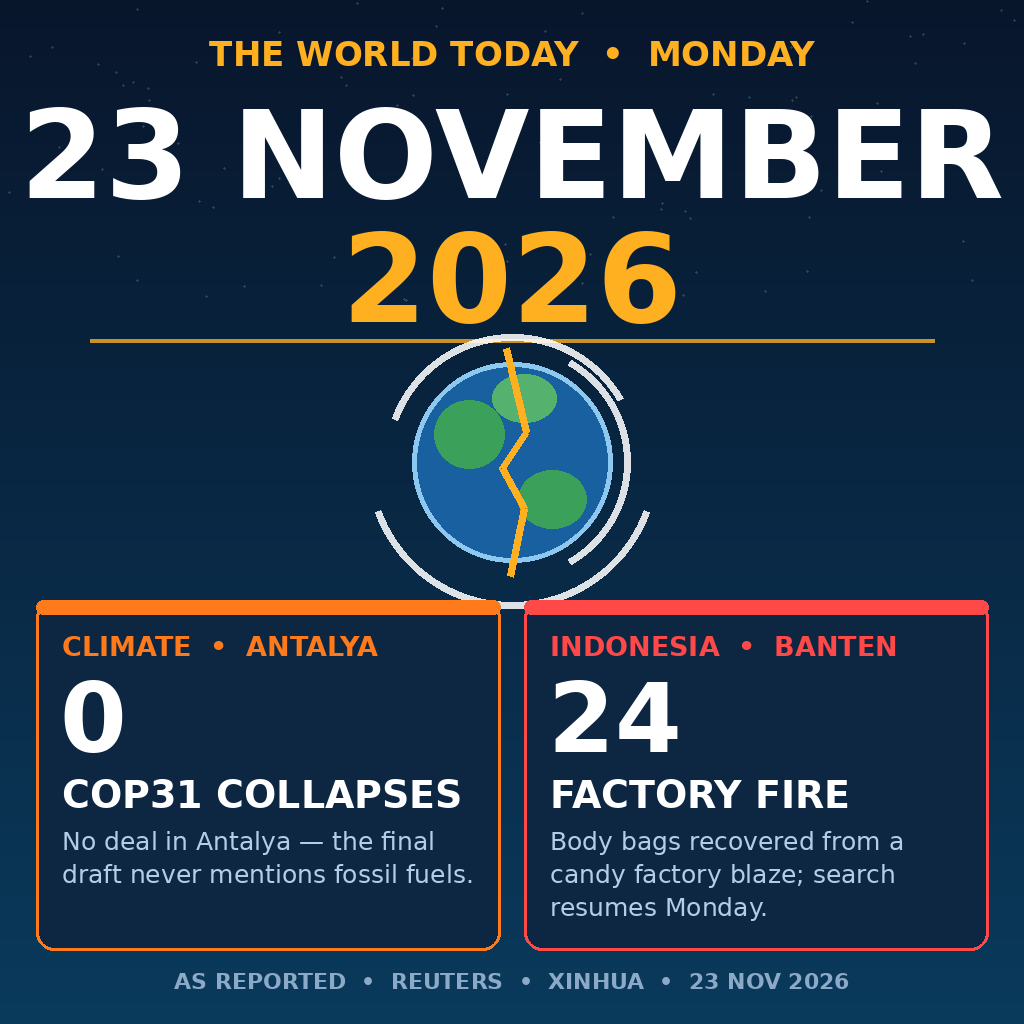 THE WORLD TODAY • MONDAY
23 NOVEMBER
2026
CLIMATE • ANTALYA
0
COP31 COLLAPSES
No deal in Antalya — the final
draft never mentions fossil fuels.
INDONESIA • BANTEN
24
FACTORY FIRE
Body bags recovered from a
candy factory blaze; search
resumes Monday.
AS REPORTED • REUTERS • XINHUA • 23 NOV 2026